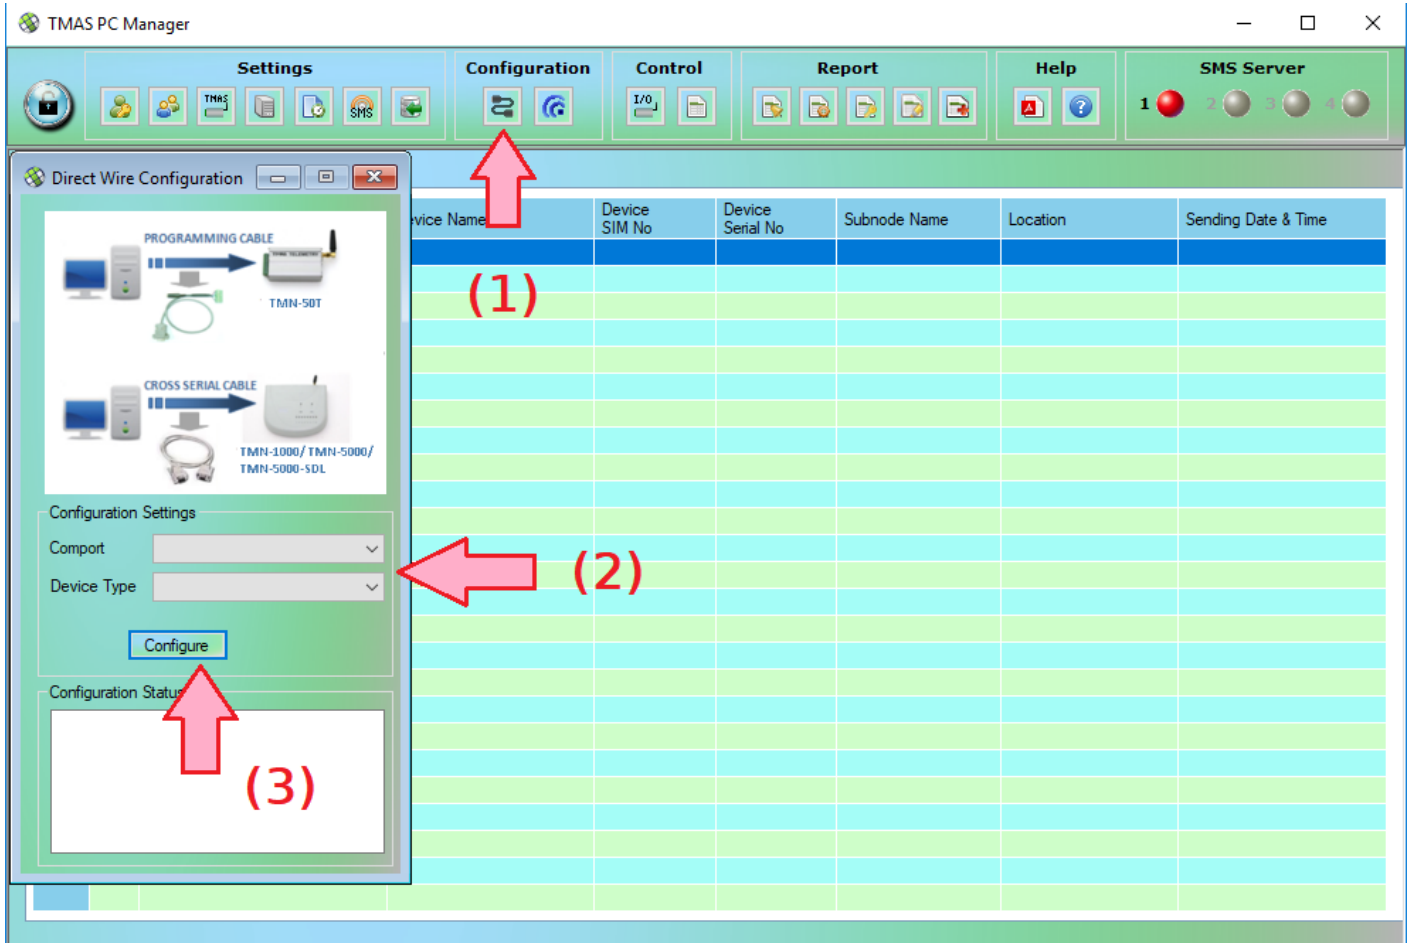 TMAS PC Manager
Settings
Configuration
Control
Report
Help
SMS Server
TMAS
SMS
I/O
1
2
3
4
Direct Wire Configuration
PROGRAMMING CABLE
TMN-50T
CROSS SERIAL CABLE
TMN-1000/ TMN-5000/
TMN-5000-SDL
Configuration Settings
Comport
Device Type
Configure
Configuration Status
evice Name
Device
SIM No
Device
Serial No
Subnode Name
Location
Sending Date & Time
(1)
(2)
(3)